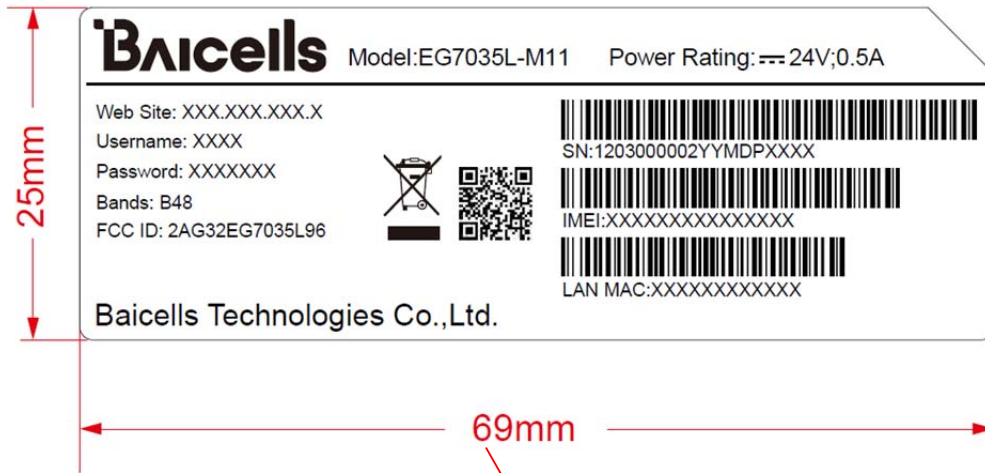 BAICELLS Model:EG7035L-M11 Power Rating: 24V;0.5A
Web Site: XXX.XXX.XXX.X
Username: XXXX
Password: XXXXXXX
Bands: B48
FCC ID: 2AG32EG7035L96
SN:1203000002YYMDPXXXX
IMEI:XXXXXXXXXXXXXXX
LAN MAC:XXXXXXXXXXXX
Baicells Technologies Co.,Ltd.
25mm
69mm